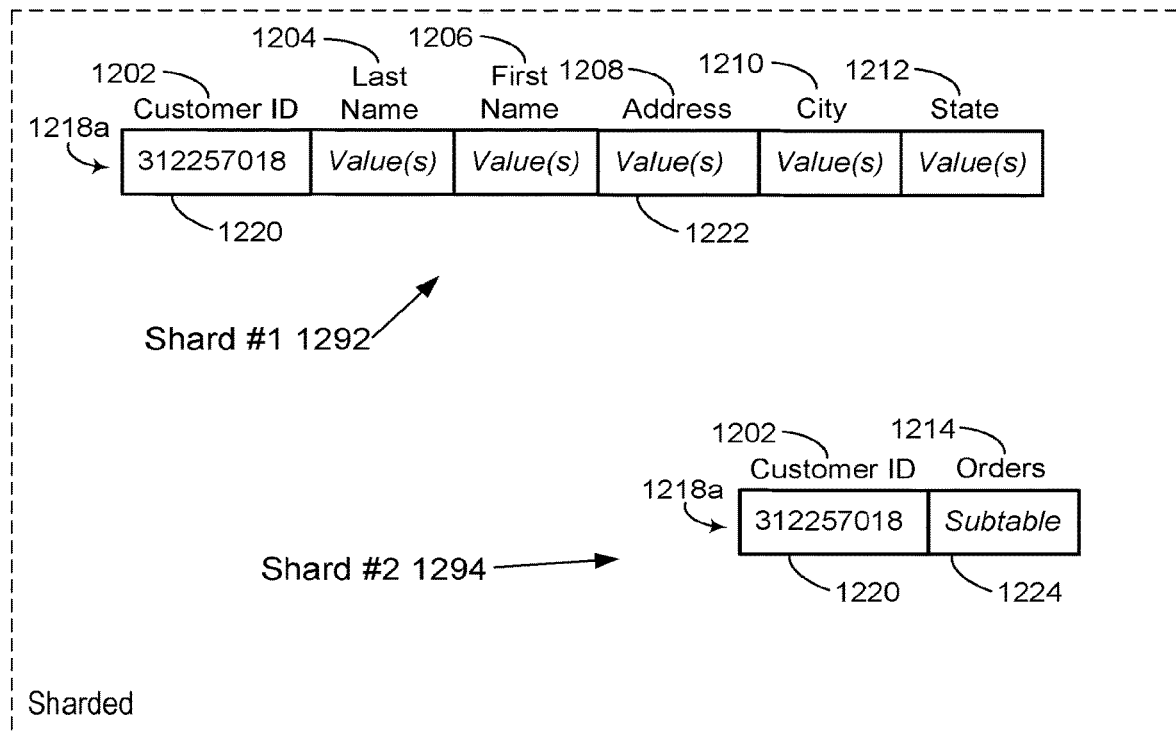 1204 1206
1202 Last First 1208 1210 1212
Customer ID Name Name Address City State
1218a 312257018 Value(s) Value(s) Value(s) Value(s) Value(s)
1220 1222
Shard #1 1292
1202 1214
Customer ID Orders
1218a 312257018 Subtable
Shard #2 1294
1220 1224
Sharded